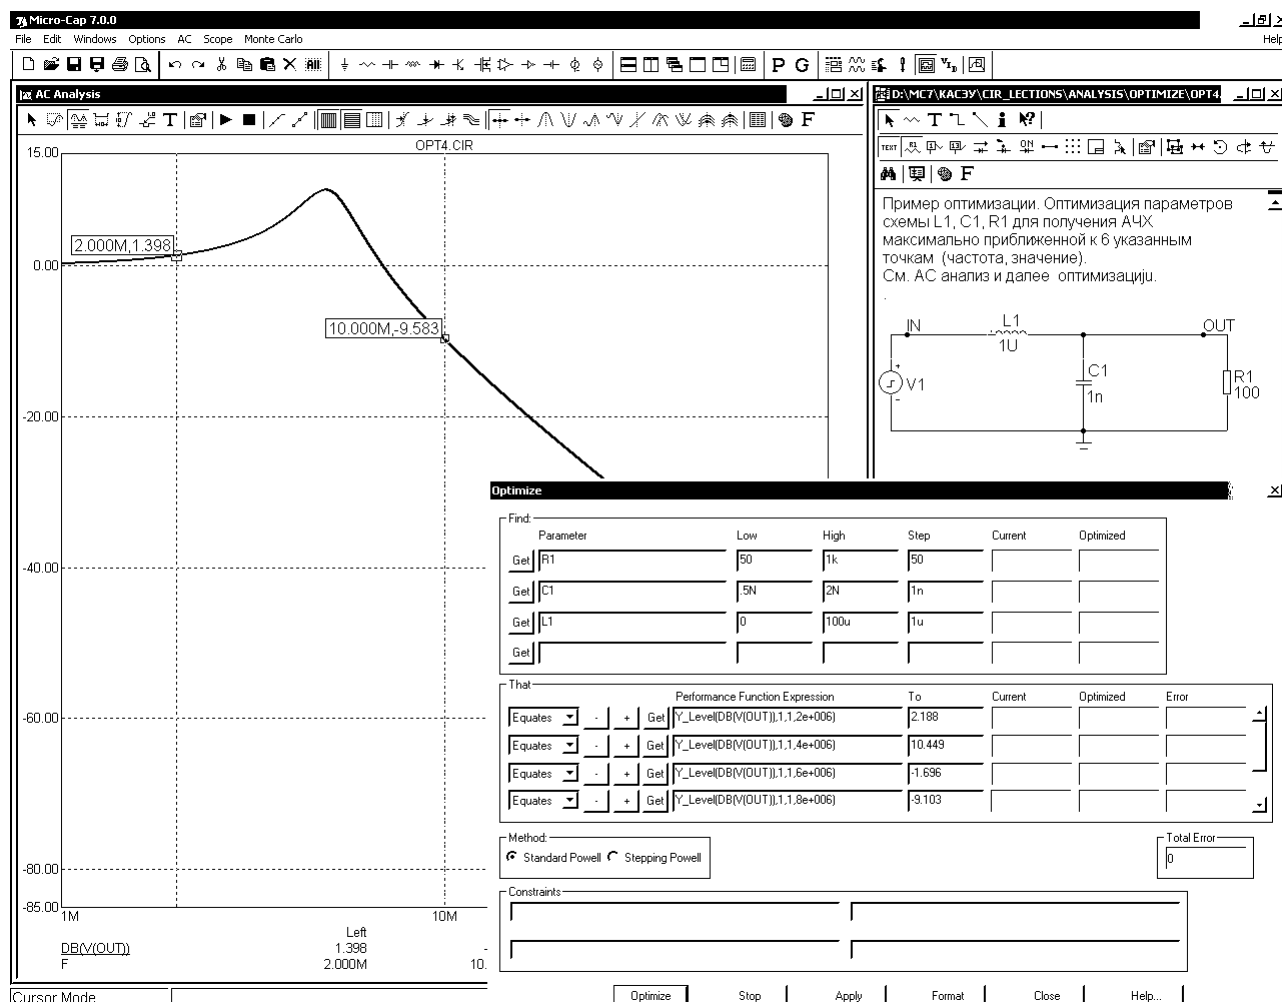 Micro-Cap 7.0.0
File Edit Windows Options AC Scope Monte Carlo
Help
P G
AC Analysis
T F
OPT4.CIR
15.00
0.00
-20.00
-40.00
-60.00
-80.00
-85.00
2.000M,1.398
10.000M,-9.583
1M
10M
Left
DB(V(OUT)) 1.398 -
F 2.000M 10.
Cursor Mode
D:\MC7\КАСЗУ\CIR_LECTIONS\ANALYSIS\OPTIMIZE\OPT4.
TEXT
F
Пример оптимизации. Оптимизация параметров
схемы L1, C1, R1 для получения АЧХ
максимально приближенной к 6 указанным
точкам (частота, значение).
См. АС анализ и далее оптимизациju.
.
IN
L1
1U
OUT
V1
C1
1n
R1
100
Optimize
Find:
Parameter Low High Step Current Optimized
Get R1 50 1k 50
Get C1 .5N 2N 1n
Get L1 0 100u 1u
Get
That
Performance Function Expression To Current Optimized Error
Equates - + Get Y_Level(DB(V(OUT)),1,1,2e+006) 2.188
Equates - + Get Y_Level(DB(V(OUT)),1,1,4e+006) 10.449
Equates - + Get Y_Level(DB(V(OUT)),1,1,6e+006) -1.696
Equates - + Get Y_Level(DB(V(OUT)),1,1,8e+006) -9.103
Method:
Standard Powell Stepping Powell
Total Error
0
Constraints
Optimize Stop Apply Format Close Help...